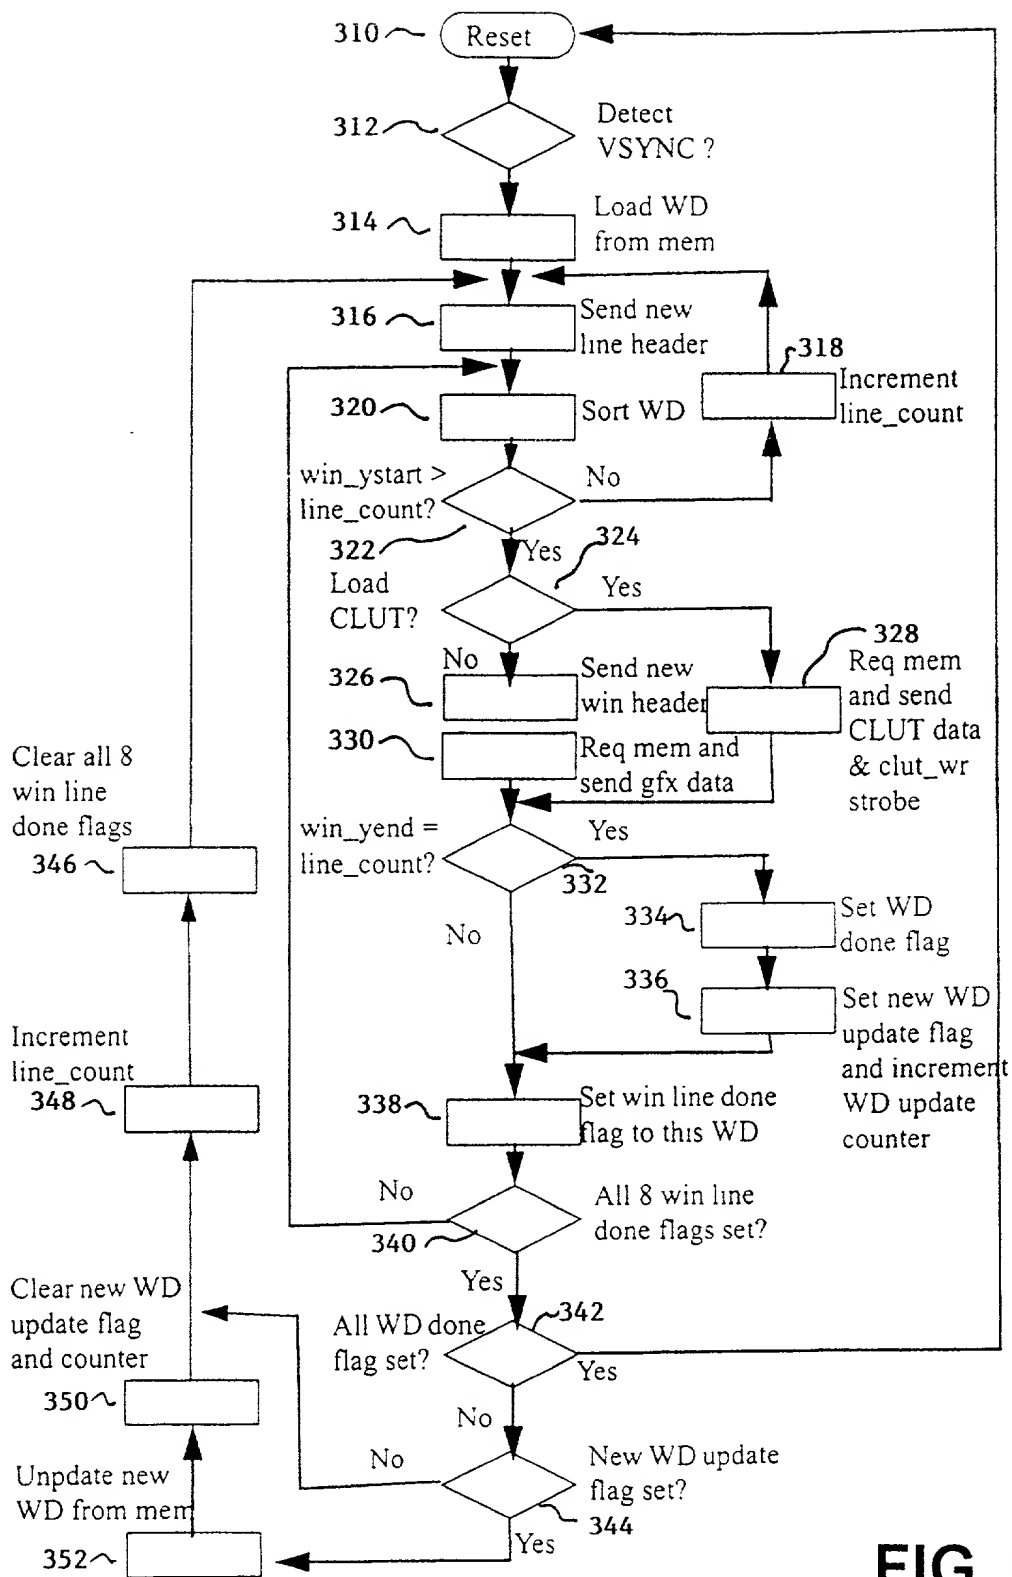 310
Reset
312
Detect
VSYNC ?
314
Load WD
from mem
316
Send new
line header
318
Increment
line_count
320
Sort WD
win_ystart >
line_count?
No
322
Yes
324
Load
CLUT?
Yes
No
326
Send new
win header
328
Req mem
and send
CLUT data
& clut_wr
strobe
330
Req mem and
send gfx data
Clear all 8
win line
done flags
346
win_yend =
line_count?
Yes
332
No
334
Set WD
done flag
336
Set new WD
update flag
and increment
WD update
counter
Increment
line_count
348
338
Set win line done
flag to this WD
No
340
All 8 win line
done flags set?
Yes
Clear new WD
update flag
and counter
350
342
All WD done
flag set?
Yes
No
No
New WD update
flag set?
344
Yes
Unpdate new
WD from mem
352
FIG